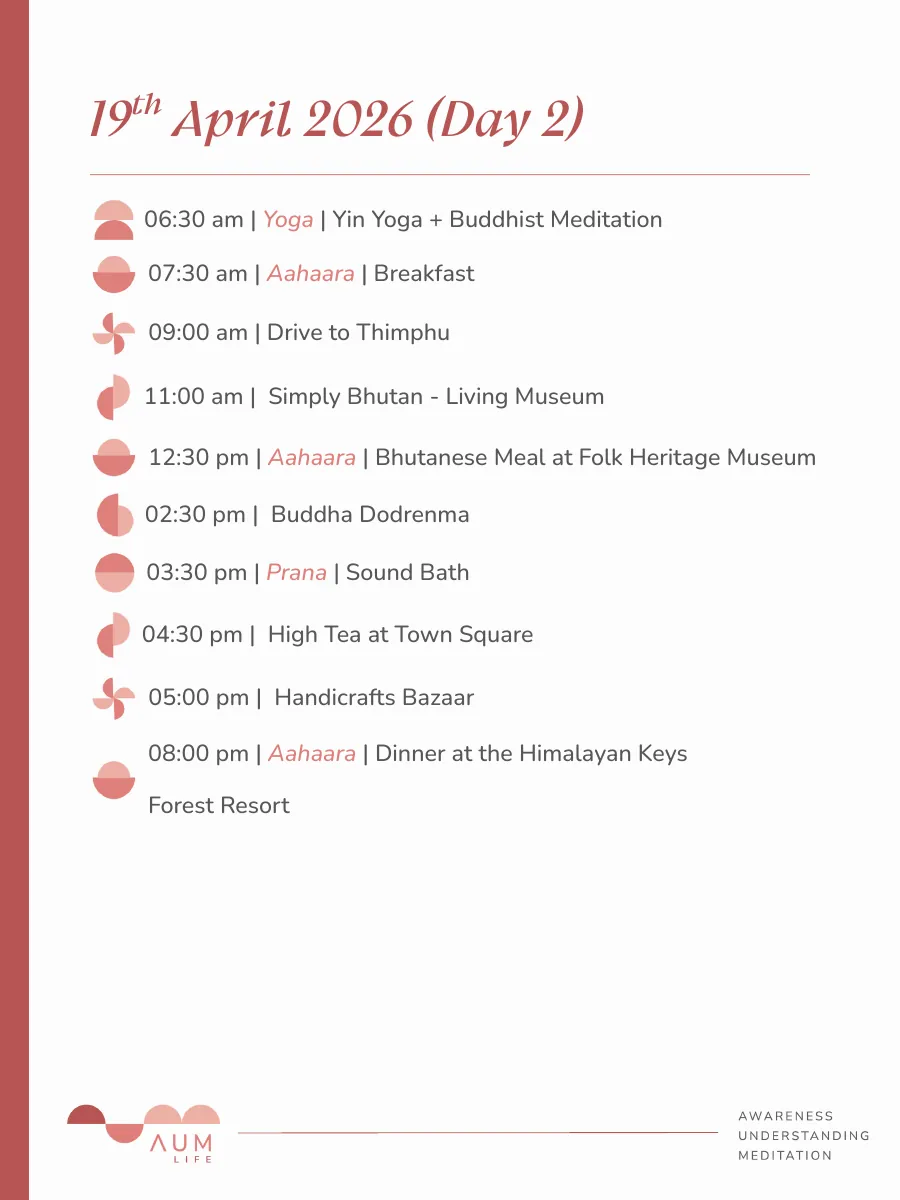 19th April 2026 (Day 2)
06:30 am | Yoga | Yin Yoga + Buddhist Meditation
07:30 am | Aahaara | Breakfast
09:00 am | Drive to Thimphu
11:00 am |  Simply Bhutan - Living Museum
12:30 pm | Aahaara | Bhutanese Meal at Folk Heritage Museum
02:30 pm |  Buddha Dodrenma
03:30 pm | Prana | Sound Bath
04:30 pm |  High Tea at Town Square
05:00 pm |  Handicrafts Bazaar
08:00 pm | Aahaara | Dinner at the Himalayan Keys
Forest Resort
AUM
LIFE
AWARENESS
UNDERSTANDING
MEDITATION